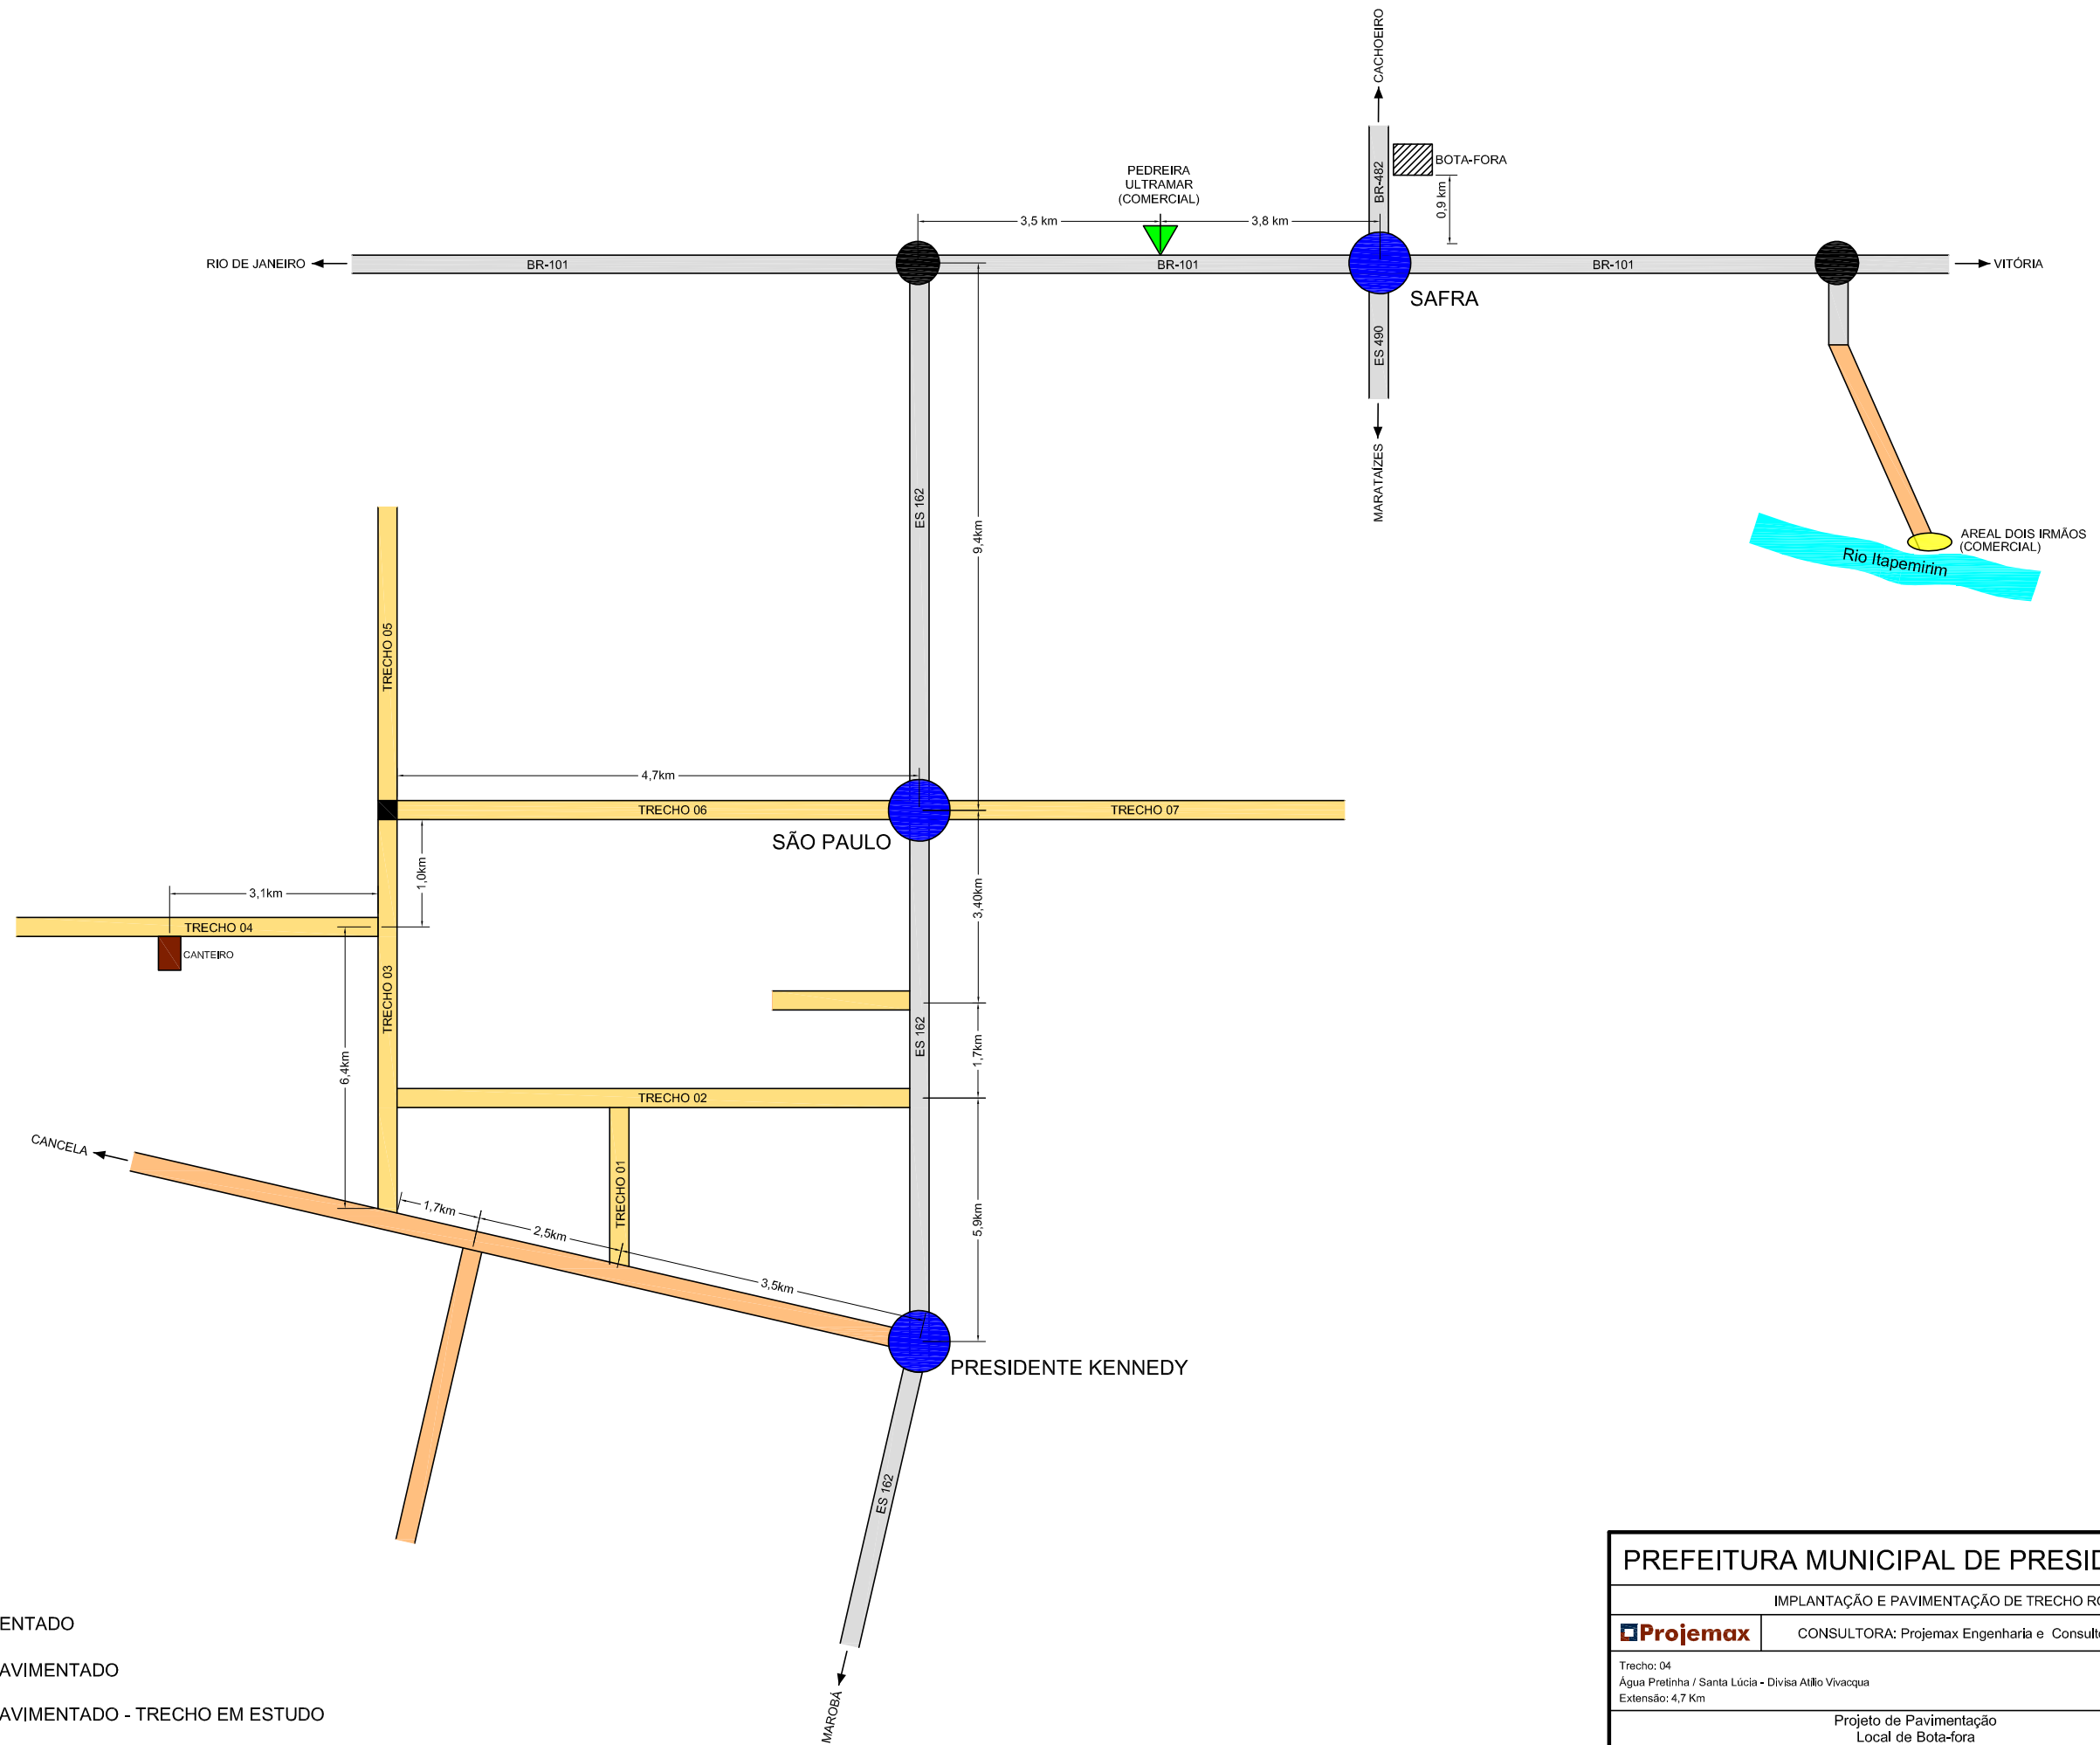 CACHOEIRO
BR-482
BOTA-FORA
0,9 km
PEDREIRA
ULTRAMAR
(COMERCIAL)
3,5 km
3,8 km
RIO DE JANEIRO
BR-101
BR-101
BR-101
VITÓRIA
SAFRA
ES 490
MARATAÍZES
ES 162
9,4km
AREAL DOIS IRMÃOS
(COMERCIAL)
Rio Itapemirim
TRECHO 05
4,7km
TRECHO 06
TRECHO 07
SÃO PAULO
1,0km
3,1km
3,40km
TRECHO 04
CANTEIRO
TRECHO 03
ES 162
1,7km
6,4km
TRECHO 02
CANCELA
TRECHO 01
1,7km
2,5km
5,9km
3,5km
PRESIDENTE KENNEDY
ES 162
MAROBÁ
ENTADO
AVIMENTADO
AVIMENTADO - TRECHO EM ESTUDO
PREFEITURA MUNICIPAL DE PRESID
IMPLANTAÇÃO E PAVIMENTAÇÃO DE TRECHO RO
Projemax
CONSULTORA: Projemax Engenharia e Consulto
Trecho: 04
Água Pretinha / Santa Lúcia - Divisa Atílio Vivacqua
Extensão: 4,7 Km
Projeto de Pavimentação
Local de Bota-fora